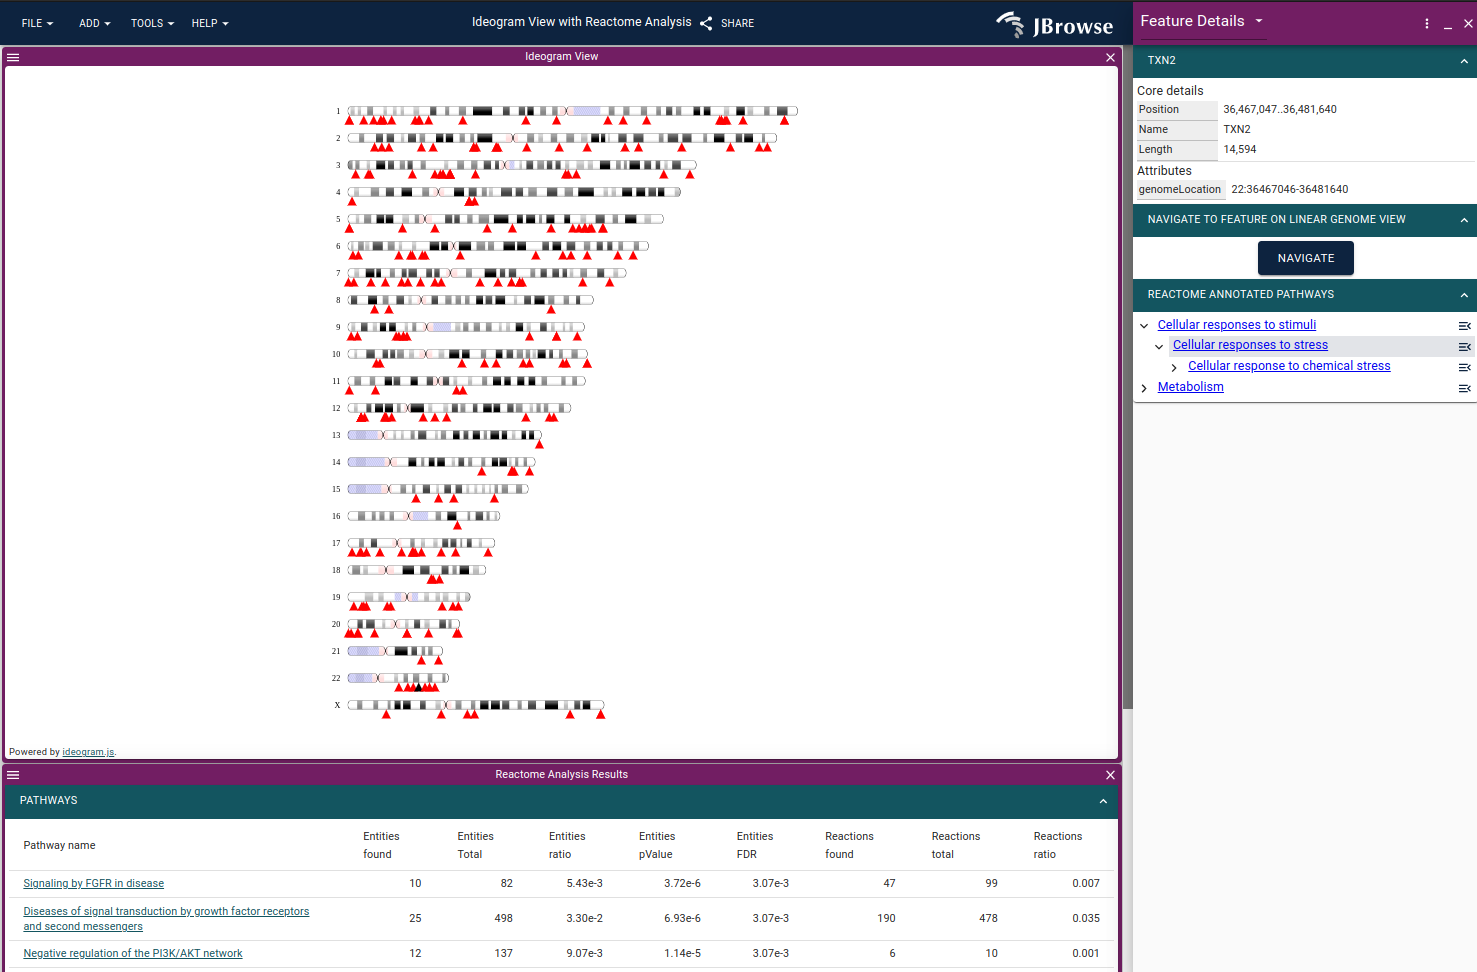 FILE ADD TOOLS HELP Ideogram View with Reactome Analysis SHARE JBrowse
Ideogram View
1
2
3
4
5
6
7
8
9
10
11
12
13
14
15
16
17
18
19
20
21
22
X
Powered by ideogram.js.
Reactome Analysis Results
PATHWAYS
Pathway name Entities found Entities Total Entities ratio Entities pValue Entities FDR Reactions found Reactions total Reactions ratio
Signaling by FGFR in disease 10 82 5.43e-3 3.72e-6 3.07e-3 47 99 0.007
Diseases of signal transduction by growth factor receptors
and second messengers 25 498 3.30e-2 6.93e-6 3.07e-3 190 478 0.035
Negative regulation of the PI3K/AKT network 12 137 9.07e-3 1.14e-5 3.07e-3 6 10 0.001
Feature Details
TXN2
Core details
Position 36,467,047..36,481,640
Name TXN2
Length 14,594
Attributes
genomeLocation 22:36467046-36481640
NAVIGATE TO FEATURE ON LINEAR GENOME VIEW
NAVIGATE
REACTOME ANNOTATED PATHWAYS
Cellular responses to stimuli
Cellular responses to stress
Cellular response to chemical stress
Metabolism